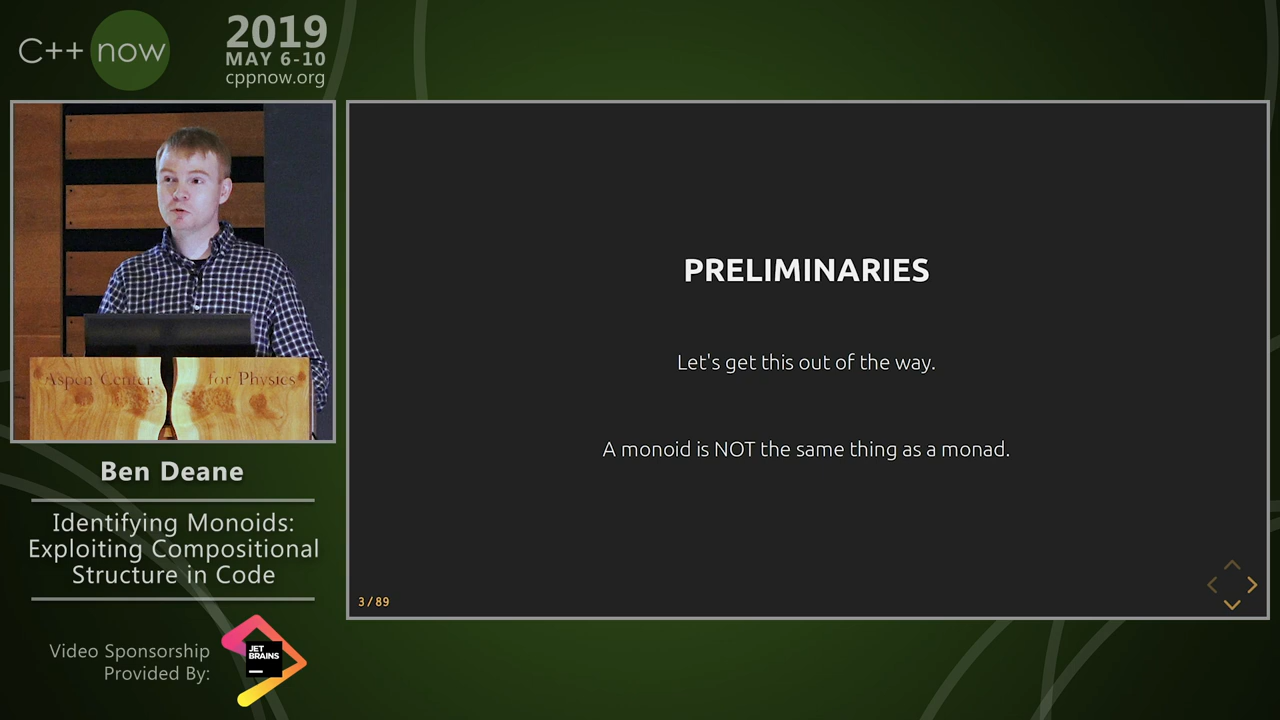 C++ now
2019
MAY 6-10
cppnow.org
PRELIMINARIES
Let's get this out of the way.
A monoid is NOT the same thing as a monad.
3 / 89
Aspen Center for Physics
Ben Deane
Identifying Monoids:
Exploiting Compositional
Structure in Code
Video Sponsorship
Provided By:
JET
BRAINS